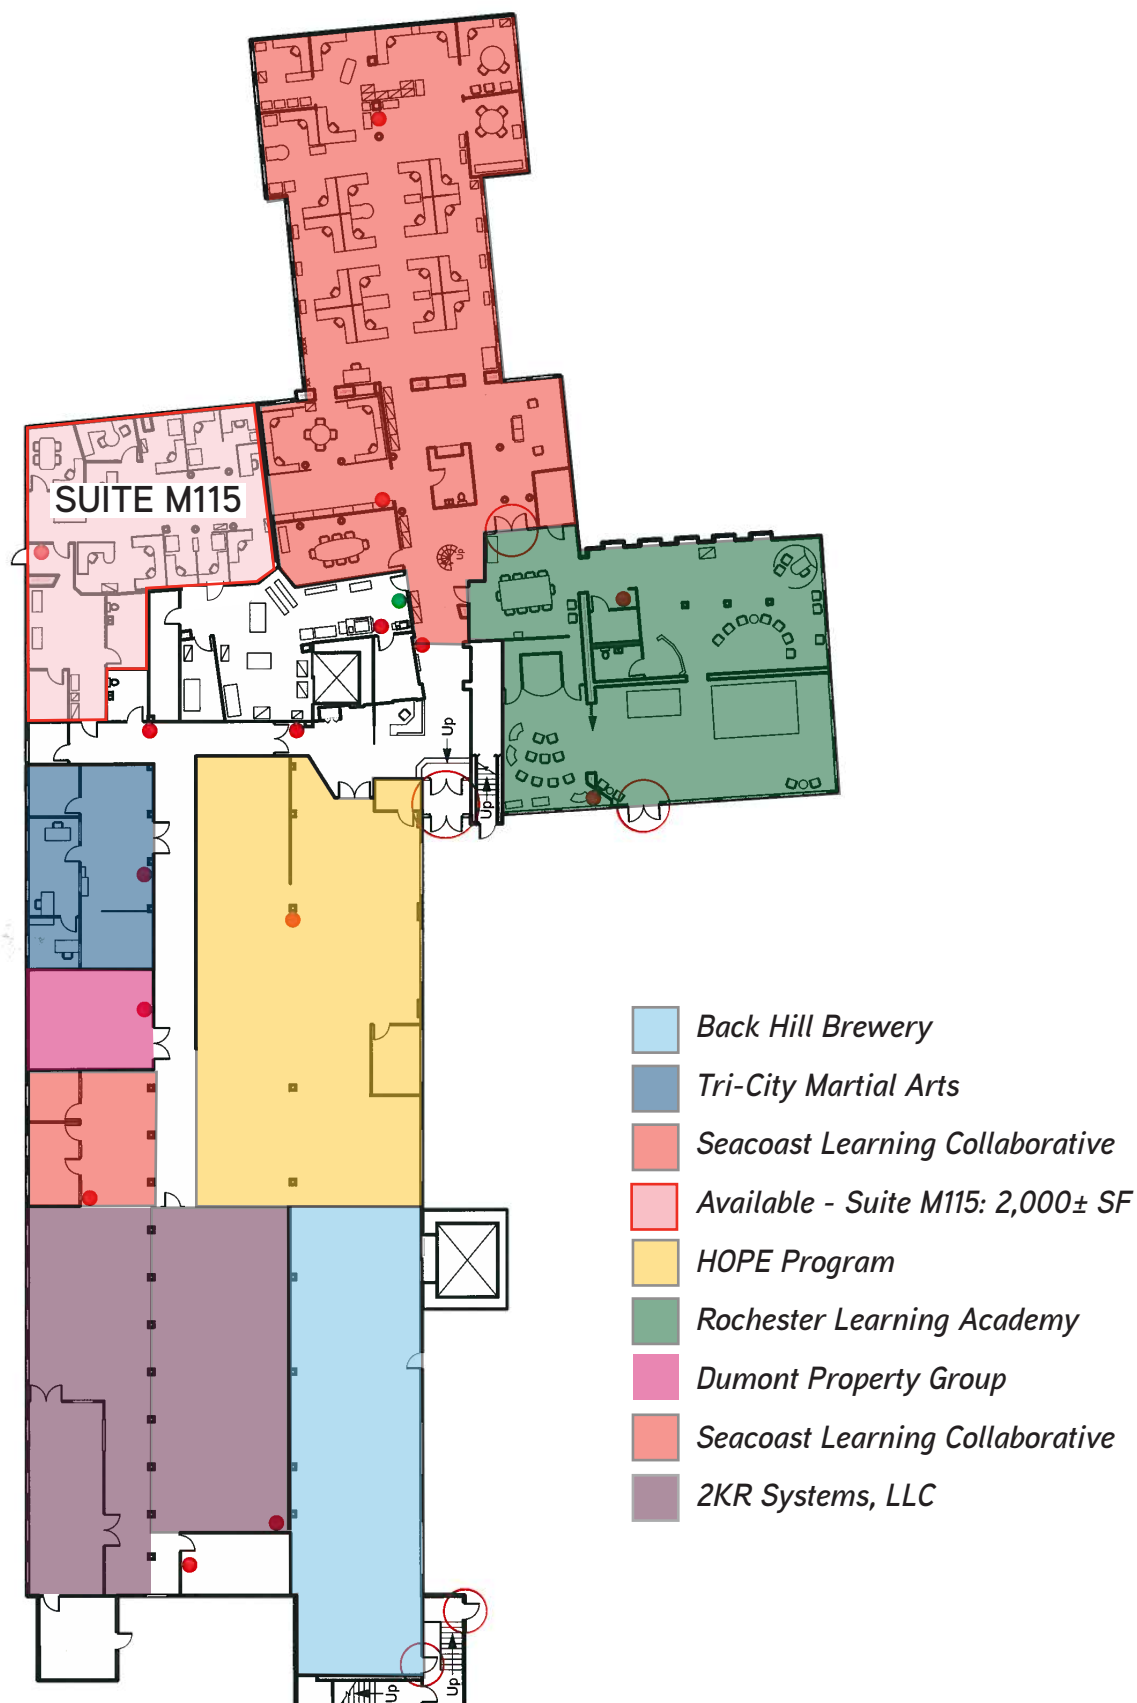 SUITE M115
Up
Up
Up
Back Hill Brewery
Tri-City Martial Arts
Seacoast Learning Collaborative
Available - Suite M115: 2,000± SF
HOPE Program
Rochester Learning Academy
Dumont Property Group
Seacoast Learning Collaborative
2KR Systems, LLC
Up
Up